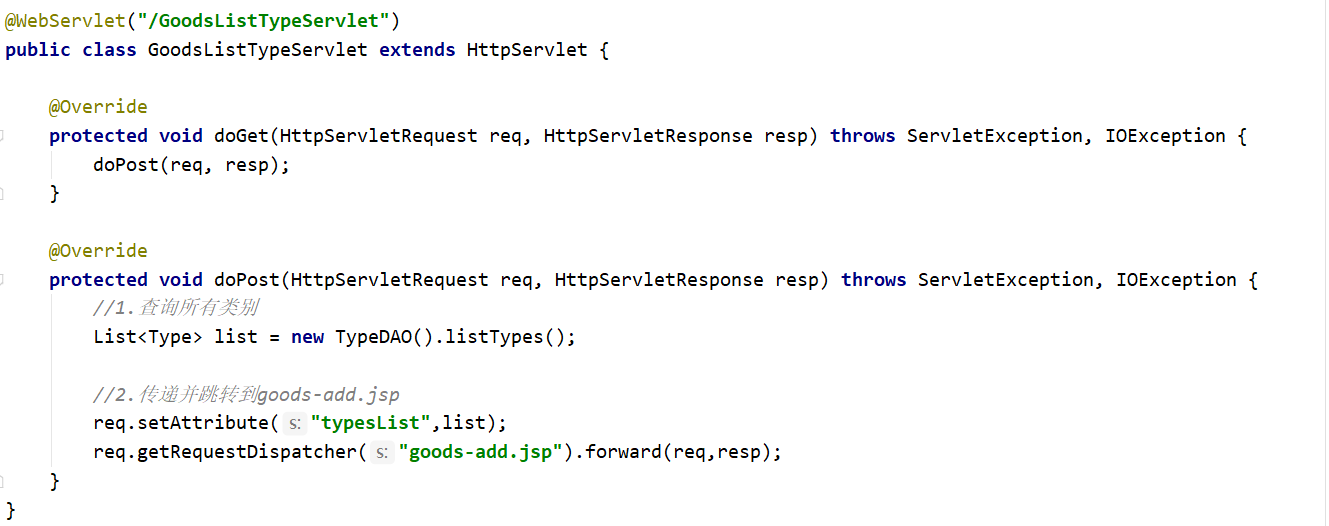 @WebServlet("/GoodsListTypeServlet")
public class GoodsListTypeServlet extends HttpServlet {
@Override
protected void doGet(HttpServletRequest req, HttpServletResponse resp) throws ServletException, IOException {
doPost(req, resp);
}
@Override
protected void doPost(HttpServletRequest req, HttpServletResponse resp) throws ServletException, IOException {
//1.查询所有类别
List<Type> list = new TypeDAO().listTypes();
//2.传递并跳转到goods-add.jsp
req.setAttribute( s: "typesList",list);
req.getRequestDispatcher( s: "goods-add.jsp").forward(req,resp);
}
}